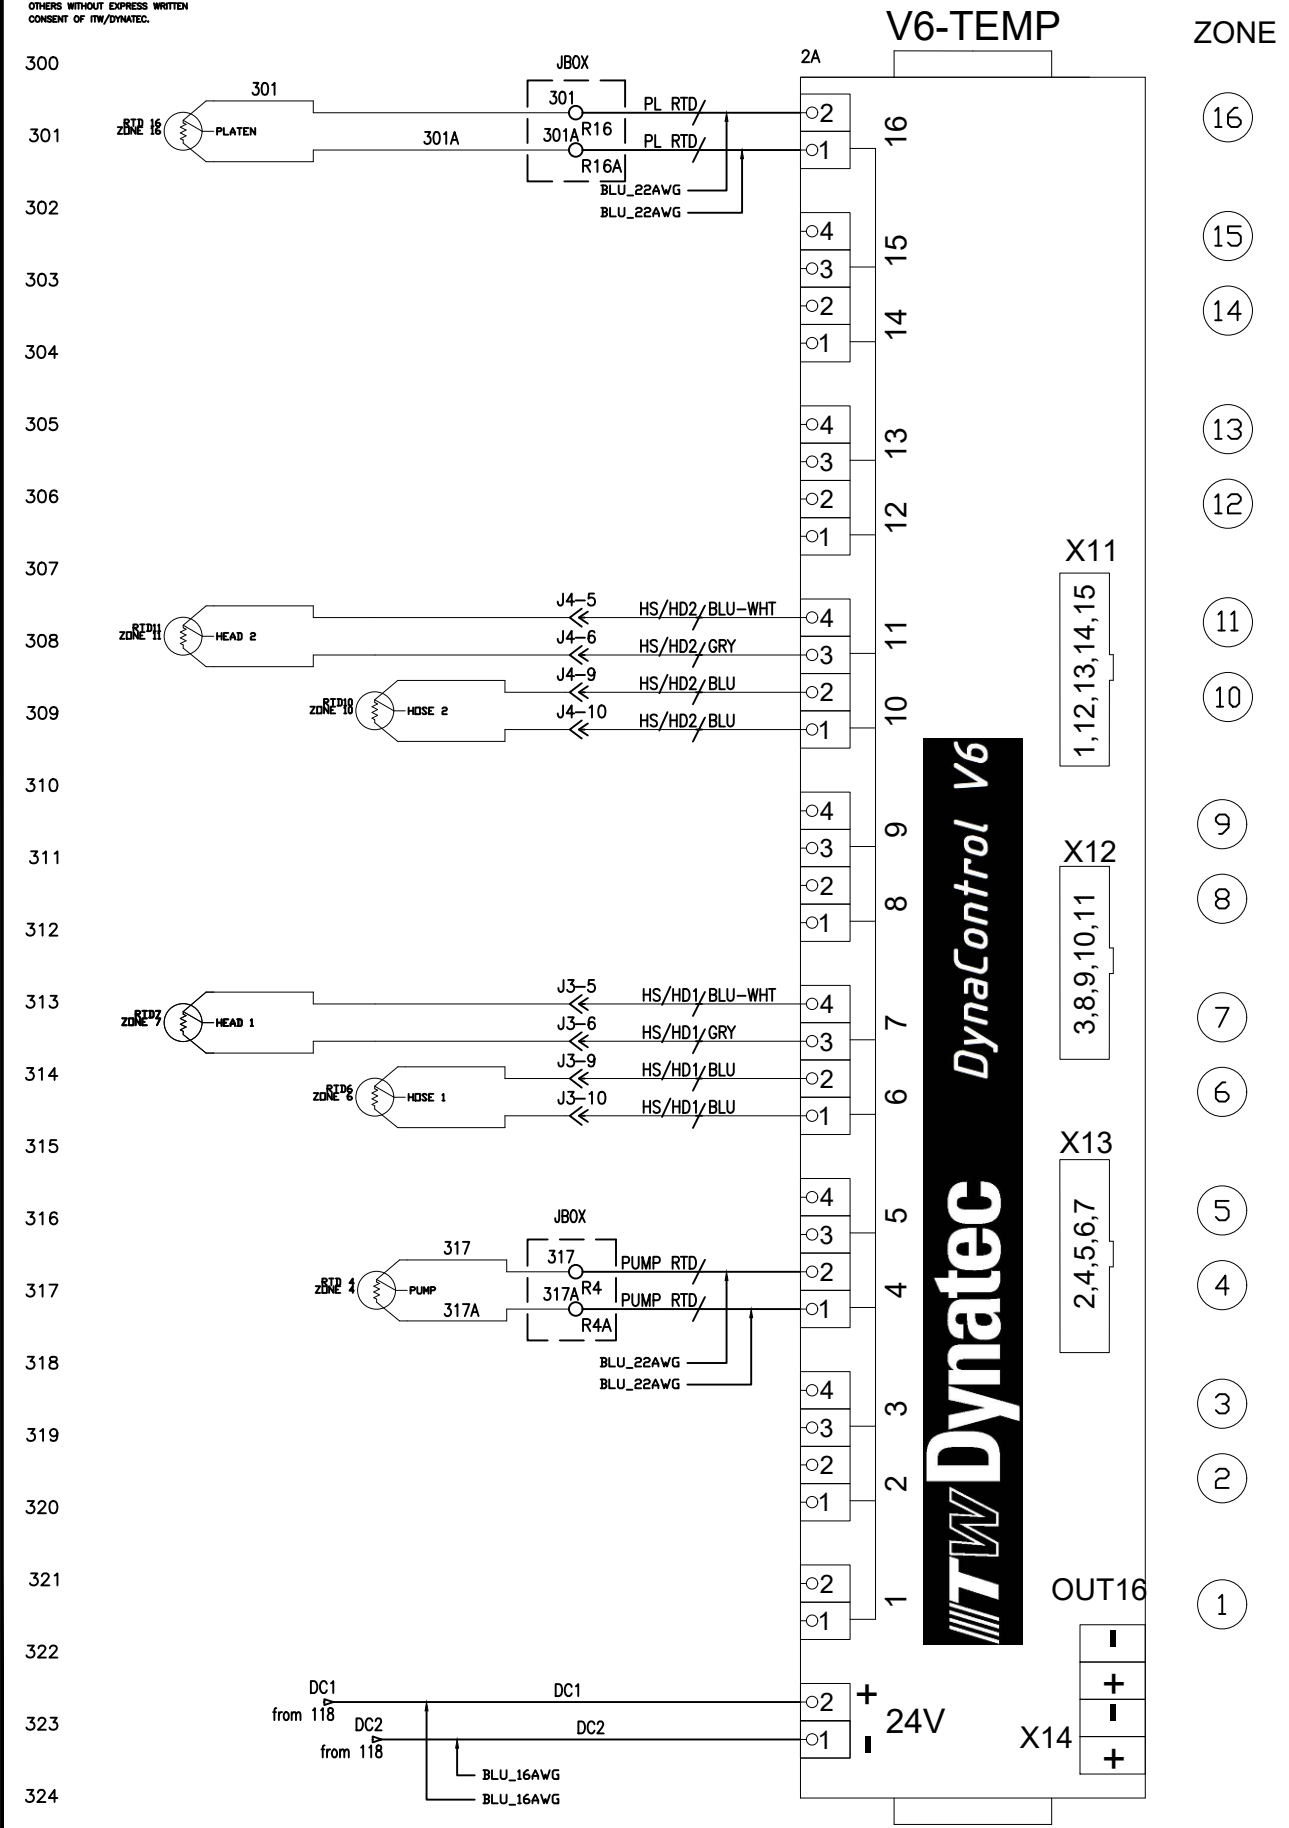 OTHERS WITHOUT EXPRESS WRITTEN
CONSENT OF ITW/DYNATEC.
V6-TEMP
ZONE
300
JBOX
2A
301
301
PL RTD
2
16
16
RTD 16
ZONE 16
PLATEN
R16
301
301A
301A
PL RTD
1
R16A
BLU_22AWG
302
BLU_22AWG
4
15
15
303
3
2
14
14
304
1
305
4
13
13
3
306
2
12
12
1
X11
307
1,12,13,14,15
J4-5
HS/HD2/BLU-WHT
4
11
11
RTD11
ZONE 11
HEAD 2
308
J4-6
HS/HD2/GRY
3
J4-9
HS/HD2/BLU
2
10
10
RTD10
ZONE 10
HOSE 2
309
J4-10
HS/HD2/BLU
1
DynaControl V6
310
4
9
9
311
3
X12
3,8,9,10,11
2
8
8
312
1
J3-5
HS/HD1/BLU-WHT
313
4
7
7
RTD7
ZONE 7
HEAD 1
J3-6
HS/HD1/GRY
3
314
J3-9
HS/HD1/BLU
2
6
6
RTD6
ZONE 6
HOSE 1
J3-10
HS/HD1/BLU
1
315
X13
2,4,5,6,7
4
5
5
316
JBOX
3
317
317
PUMP RTD
2
4
4
RTD 4
ZONE 4
PUMP
R4
317
317A
317A
PUMP RTD
1
R4A
318
BLU_22AWG
BLU_22AWG
4
3
3
319
3
2
2
2
320
1
ITW Dynatec
321
2
1
1
OUT16
1
322
-
DC1
DC1
2
+
+
from 118
323
DC2
DC2
1
-
24V
X14
-
from 118
+
BLU_16AWG
324
BLU_16AWG